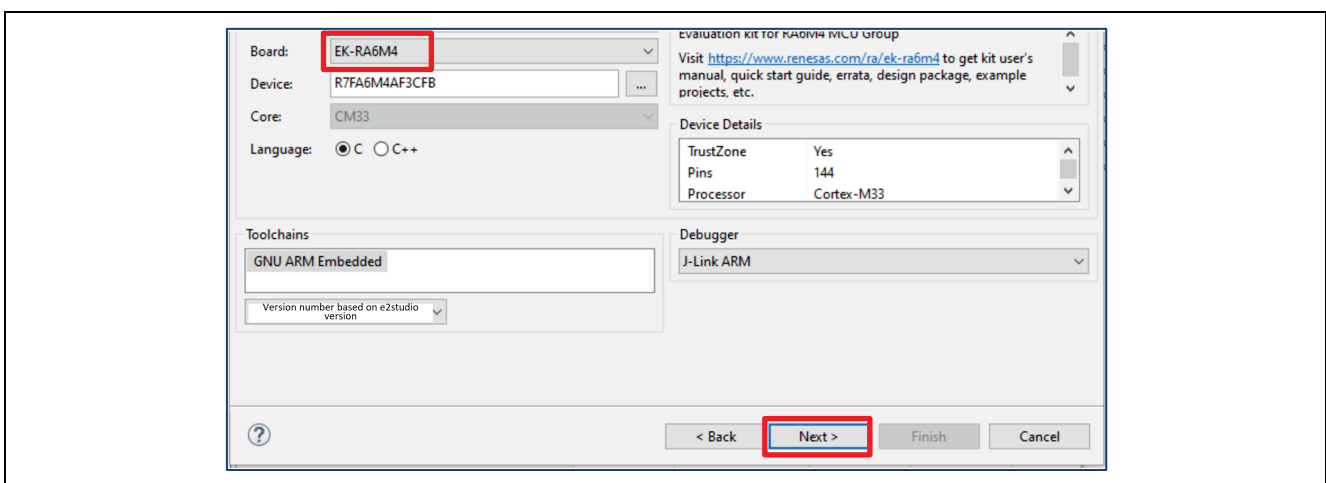 Board:
EK-RA6M4
Device:
R7FA6M4AF3CFB
...
Core:
CM33
Language:
C
C++
Evaluation kit for RA6M4 MCU Group
Visit https://www.renesas.com/ra/ek-ra6m4 to get kit user's
manual, quick start guide, errata, design package, example
projects, etc.
Device Details
TrustZone Yes
Pins 144
Processor Cortex-M33
Toolchains
GNU ARM Embedded
Version number based on e2studio
version
Debugger
J-Link ARM
?
< Back
Next >
Finish
Cancel